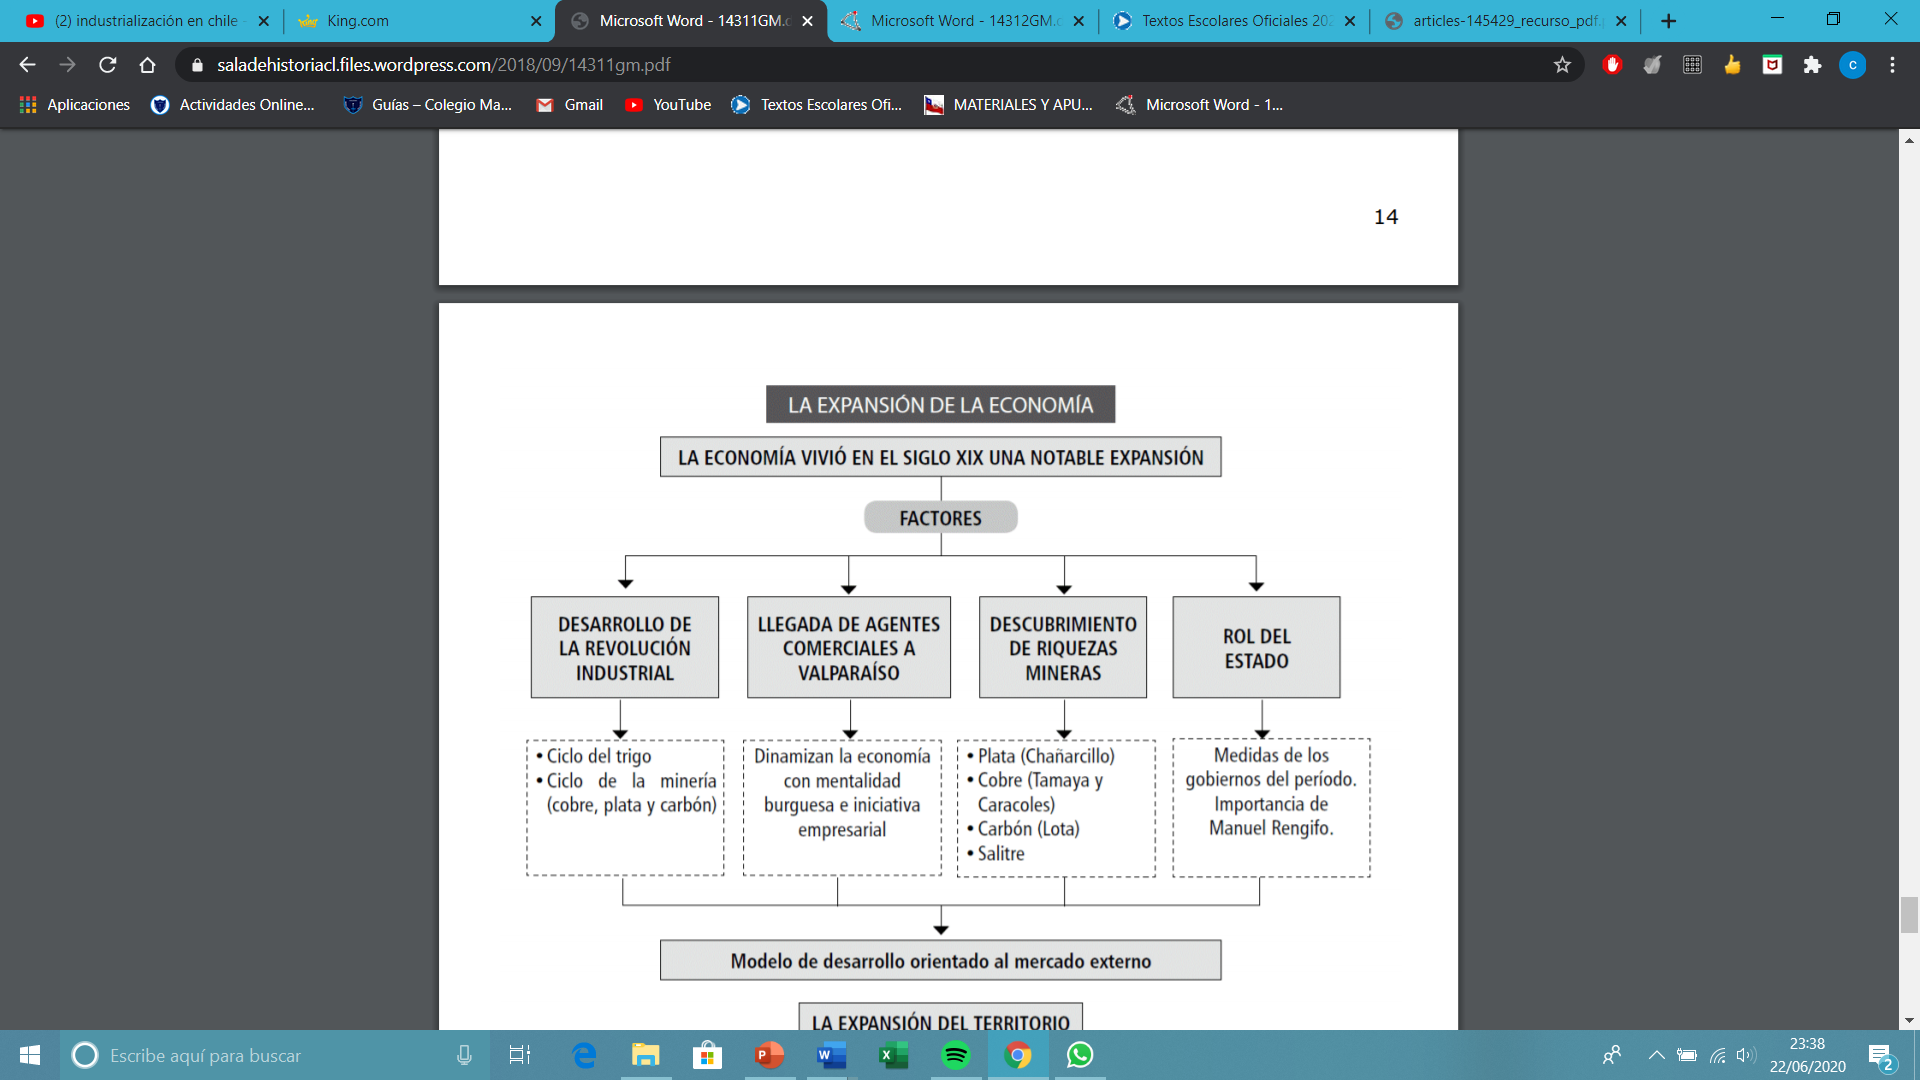 (2) industrialización en chile -
King.com
Microsoft Word - 14311GM.d
Microsoft Word - 14312GM.d
Textos Escolares Oficiales 202
articles-145429_recurso_pdf.p
saladehistoriacl.files.wordpress.com/2018/09/14311gm.pdf
c
Aplicaciones
Actividades Online...
Guías – Colegio Ma...
Gmail
YouTube
Textos Escolares Ofi...
MATERIALES Y APU...
Microsoft Word - 1...
14
LA EXPANSIÓN DE LA ECONOMÍA
LA ECONOMÍA VIVIÓ EN EL SIGLO XIX UNA NOTABLE EXPANSIÓN
FACTORES
DESARROLLO DE
LA REVOLUCIÓN
INDUSTRIAL
LLEGADA DE AGENTES
COMERCIALES A
VALPARAÍSO
DESCUBRIMIENTO
DE RIQUEZAS
MINERAS
ROL DEL
ESTADO
• Ciclo del trigo
• Ciclo de la minería
(cobre, plata y carbón)
Dinamizan la economía
con mentalidad
burguesa e iniciativa
empresarial
• Plata (Chañarcillo)
• Cobre (Tamaya y
Caracoles)
• Carbón (Lota)
• Salitre
Medidas de los
gobiernos del período.
Importancia de
Manuel Rengifo.
Modelo de desarrollo orientado al mercado externo
LA EXPANSIÓN DEL TERRITORIO
Escribe aquí para buscar
23:38
22/06/2020
2